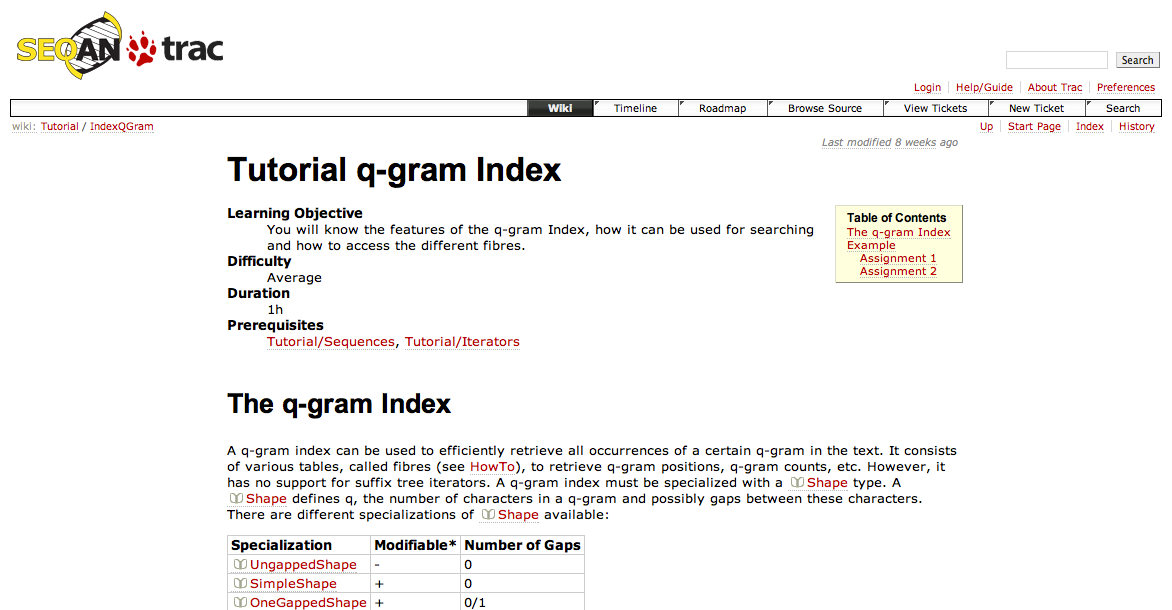 SEQAN trac
Search
Login Help/Guide About Trac Preferences
Wiki Timeline Roadmap Browse Source View Tickets New Ticket Search
wiki: Tutorial / IndexQGram
Up Start Page Index History
Last modified 8 weeks ago
Tutorial q-gram Index
Learning Objective
You will know the features of the q-gram Index, how it can be used for searching
and how to access the different fibres.
Difficulty
Average
Duration
1h
Prerequisites
Tutorial/Sequences, Tutorial/Iterators
Table of Contents
The q-gram Index
Example
Assignment 1
Assignment 2
The q-gram Index
A q-gram index can be used to efficiently retrieve all occurrences of a certain q-gram in the text. It consists
of various tables, called fibres (see HowTo), to retrieve q-gram positions, q-gram counts, etc. However, it
has no support for suffix tree iterators. A q-gram index must be specialized with a Shape type. A
Shape defines q, the number of characters in a q-gram and possibly gaps between these characters.
There are different specializations of Shape available:
Specialization Modifiable* Number of Gaps
UngappedShape - 0
SimpleShape + 0
OneGappedShape + 0/1